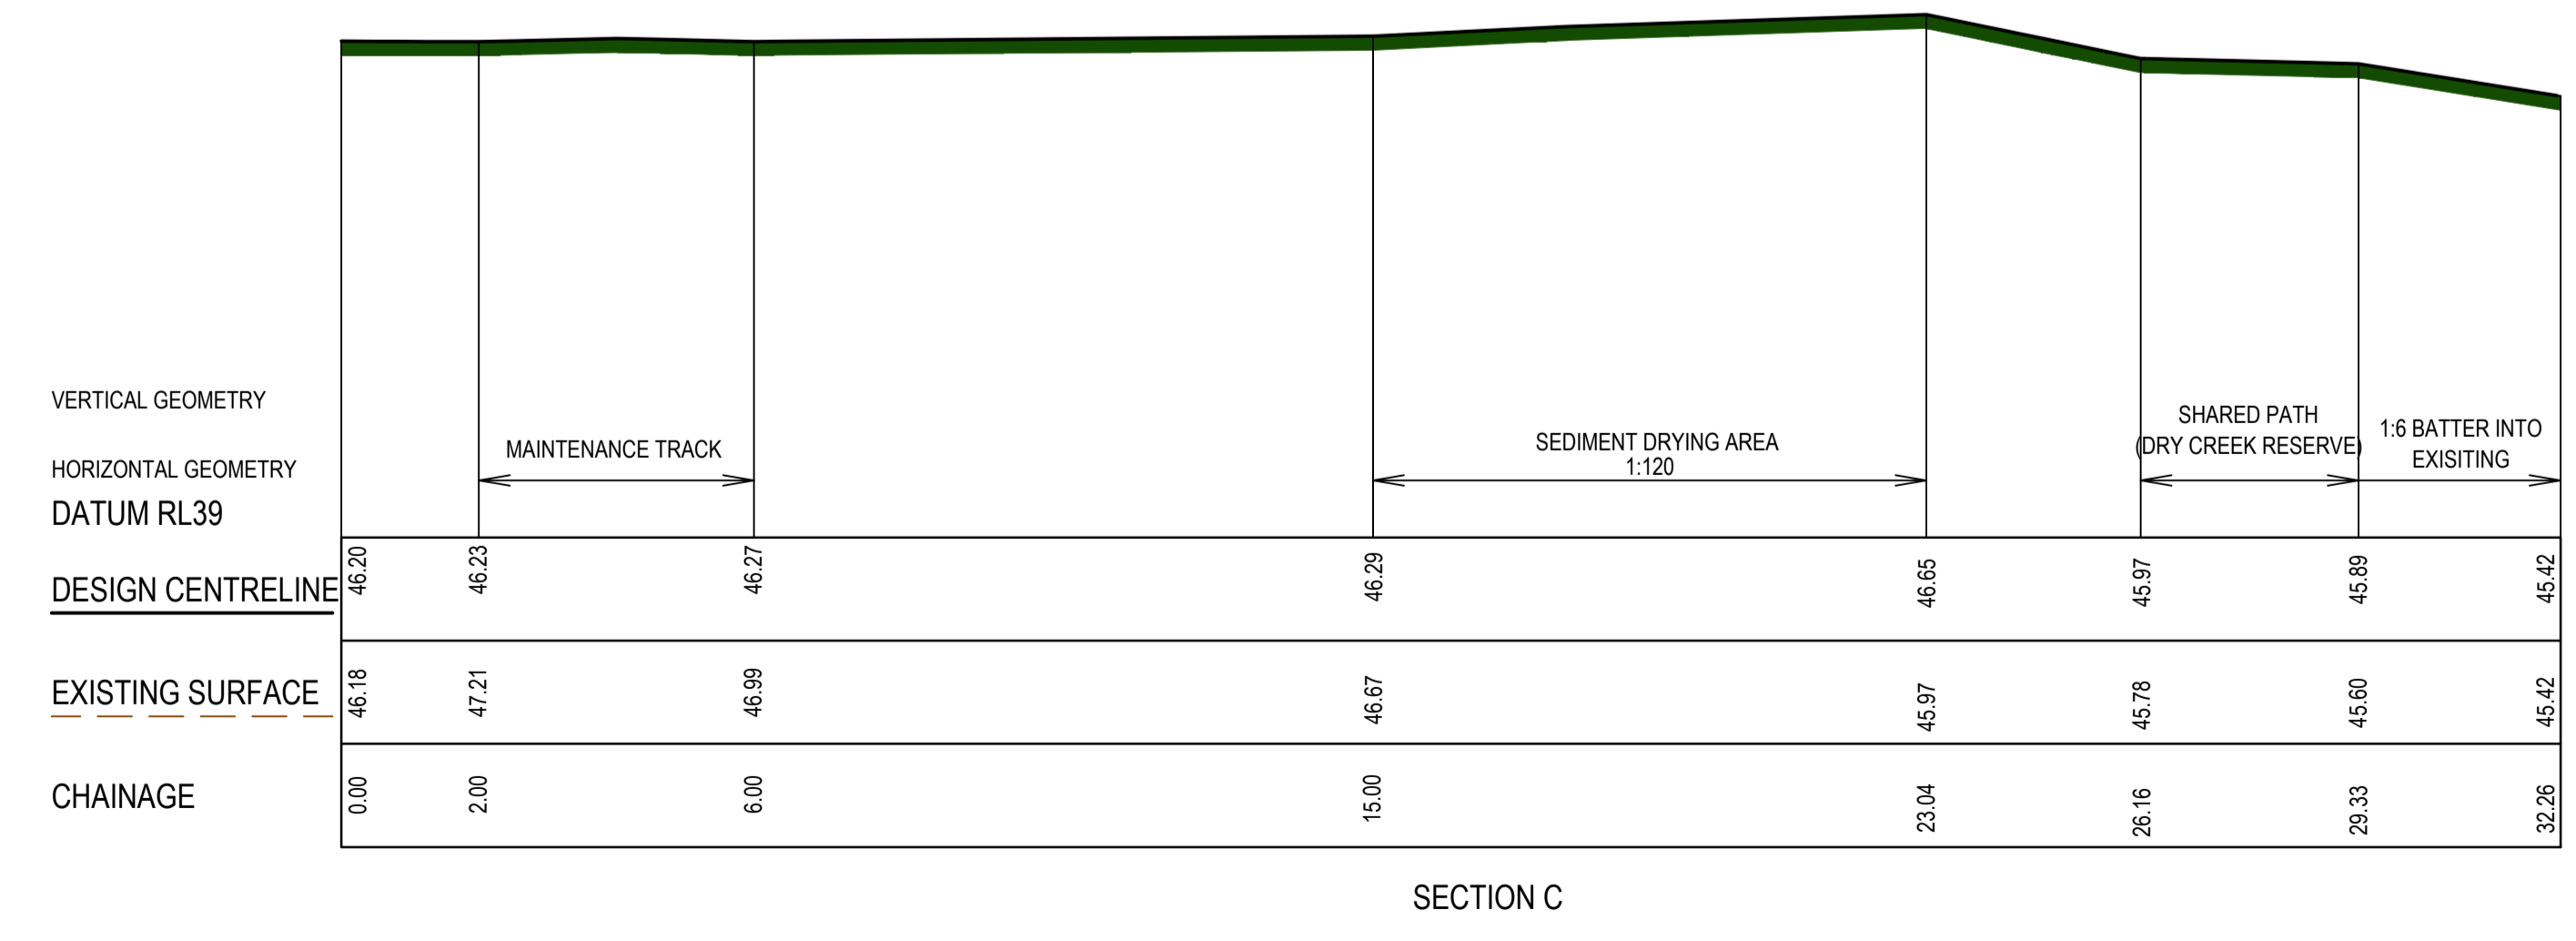 VERTICAL GEOMETRY
HORIZONTAL GEOMETRY
MAINTENANCE TRACK
SEDIMENT DRYING AREA
1:120
SHARED PATH
(DRY CREEK RESERVE)
1:6 BATTER INTO
EXISITING
DATUM RL39
DESIGN CENTRELINE 46.20 46.23 46.27 46.29 46.65 45.97 45.89 45.42
EXISTING SURFACE 46.18 47.21 46.99 46.67 45.97 45.78 45.60 45.42
CHAINAGE 0.00 2.00 6.00 15.00 23.04 26.16 29.33 32.26
SECTION C